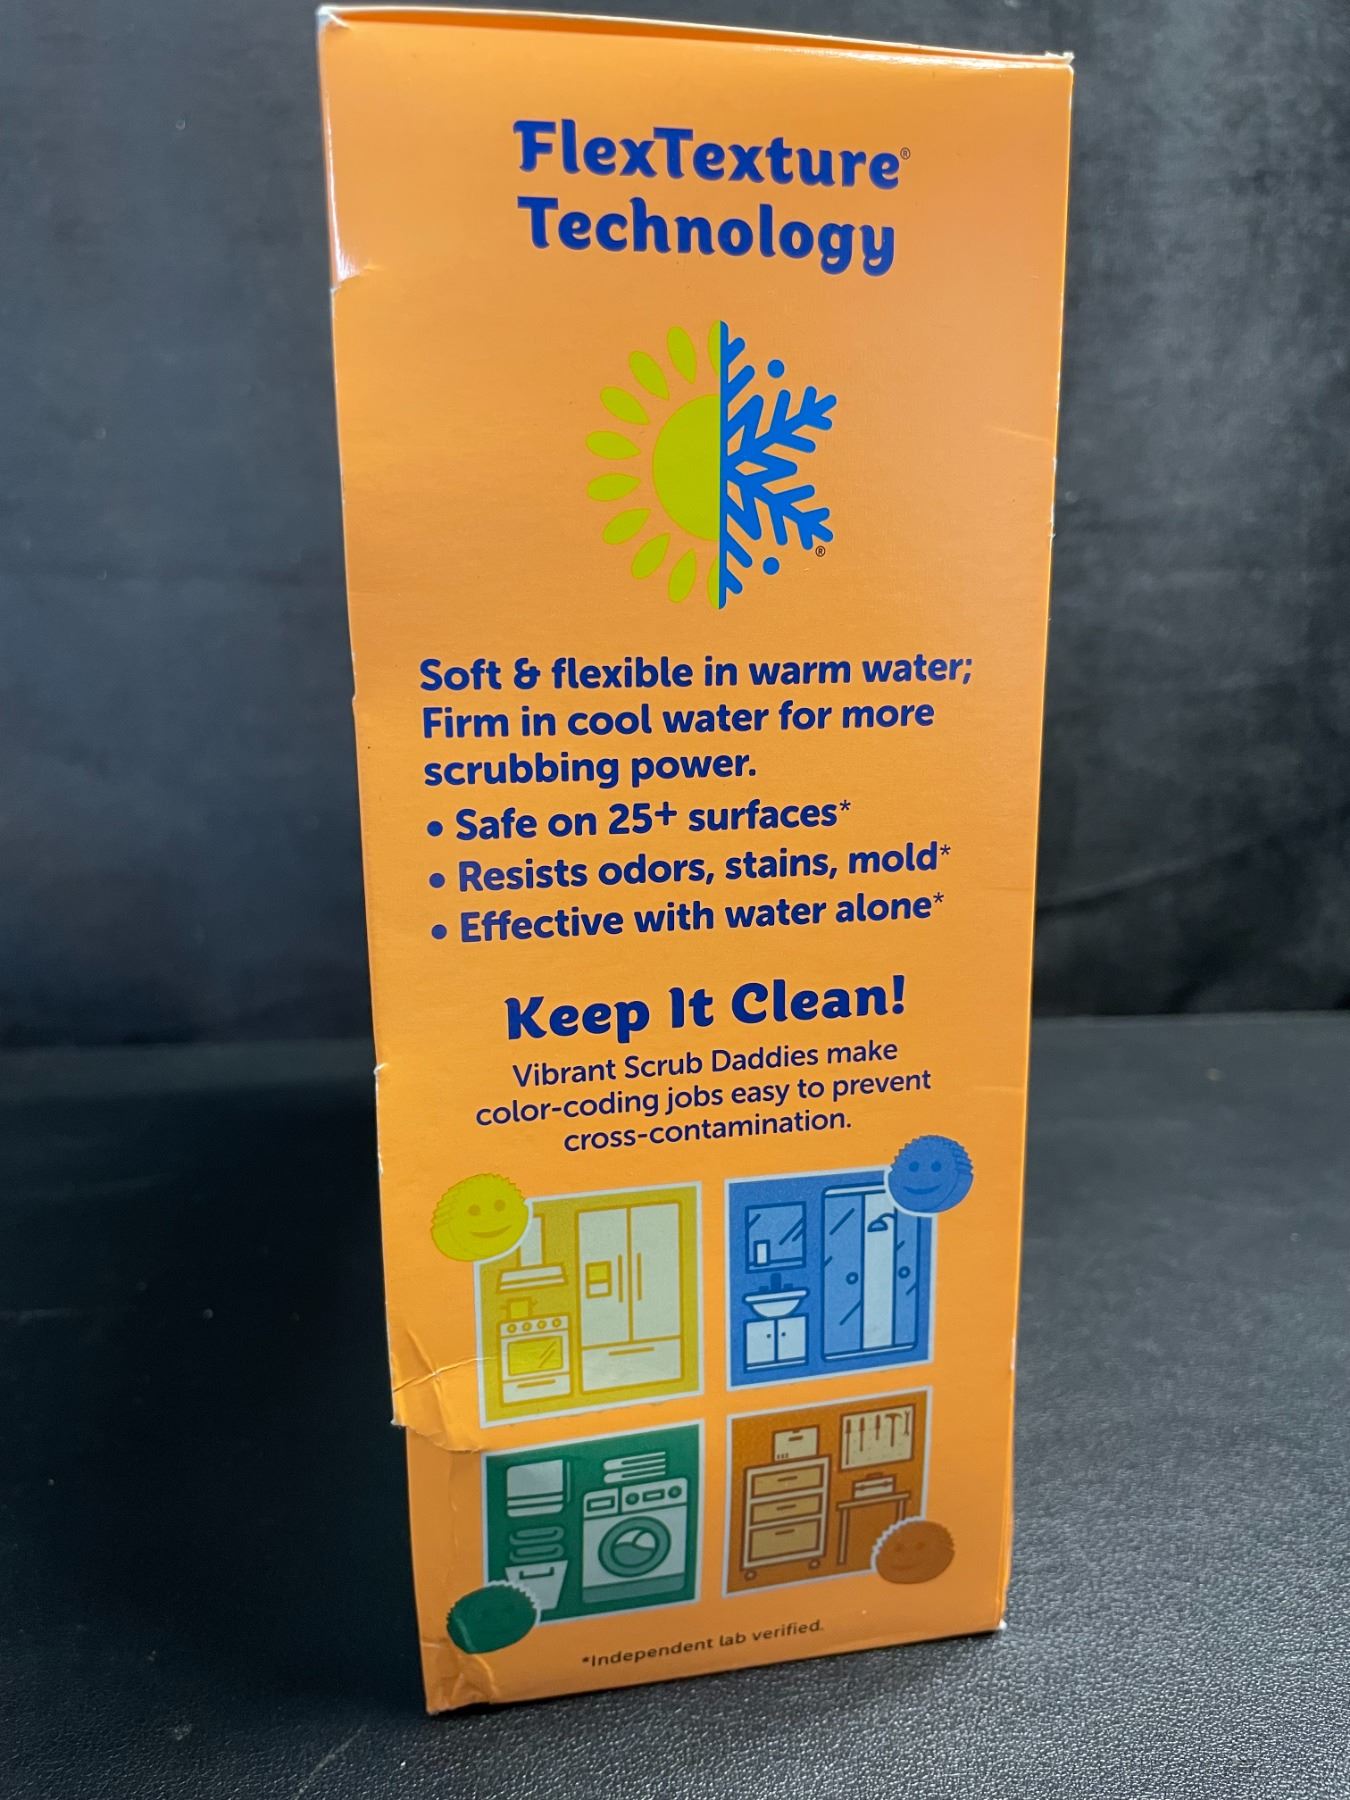 FlexTexture®
Technology
®
Soft & flexible in warm water;
Firm in cool water for more
scrubbing power.
• Safe on 25+ surfaces*
• Resists odors, stains, mold*
• Effective with water alone*
Keep It Clean!
Vibrant Scrub Daddies make
color-coding jobs easy to prevent
cross-contamination.
*Independent lab verified.